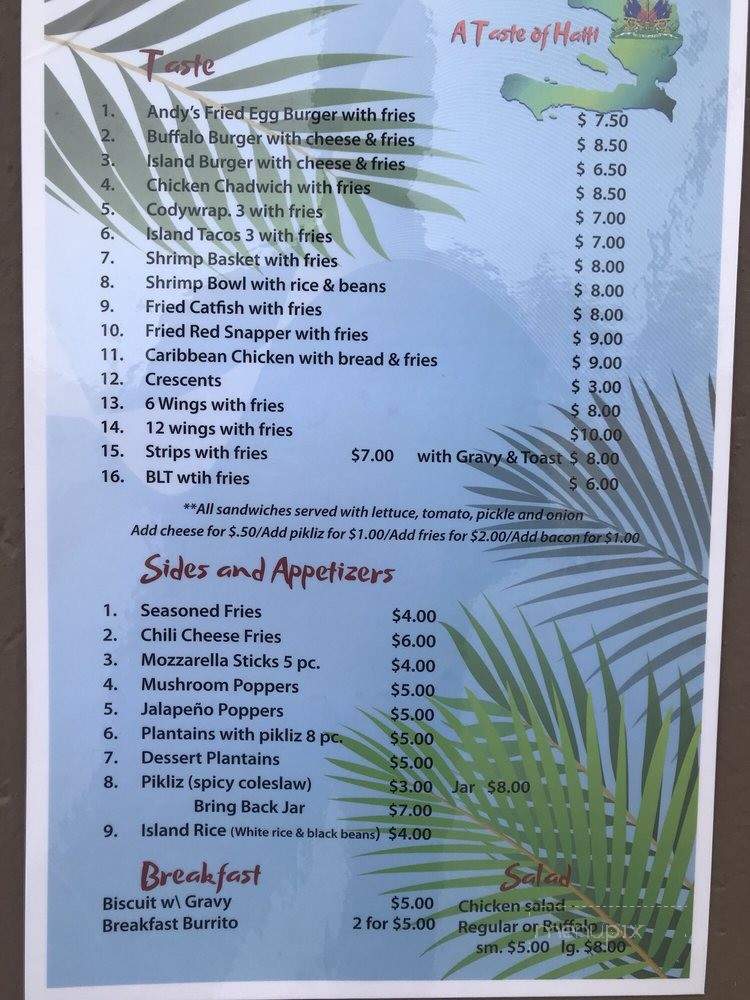 A Taste of Haiti
Taste
1. Andy's Fried Egg Burger with fries $ 7.50
2. Buffalo Burger with cheese & fries $ 8.50
3. Island Burger with cheese & fries $ 6.50
4. Chicken Chadwich with fries $ 8.50
5. Codywrap. 3 with fries $ 7.00
6. Island Tacos 3 with fries $ 7.00
7. Shrimp Basket with fries $ 8.00
8. Shrimp Bowl with rice & beans $ 8.00
9. Fried Catfish with fries $ 8.00
10. Fried Red Snapper with fries $ 9.00
11. Caribbean Chicken with bread & fries $ 9.00
12. Crescents $ 3.00
13. 6 Wings with fries $ 8.00
14. 12 wings with fries $10.00
15. Strips with fries $7.00 with Gravy & Toast $ 8.00
16. BLT wtih fries $ 6.00
**All sandwiches served with lettuce, tomato, pickle and onion
Add cheese for $.50/Add pikliz for $1.00/Add fries for $2.00/Add bacon for $1.00
Sides and Appetizers
1. Seasoned Fries $4.00
2. Chili Cheese Fries $6.00
3. Mozzarella Sticks 5 pc. $4.00
4. Mushroom Poppers $5.00
5. Jalapeño Poppers $5.00
6. Plantains with pikliz 8 pc. $5.00
7. Dessert Plantains $5.00
8. Pikliz (spicy coleslaw) $3.00 Jar $8.00
Bring Back Jar $7.00
9. Island Rice (White rice & black beans) $4.00
Breakfast
Biscuit w\ Gravy $5.00
Breakfast Burrito 2 for $5.00
Salad
Chicken salad
Regular or Buffalo
sm. $5.00 lg. $8.00
menupix